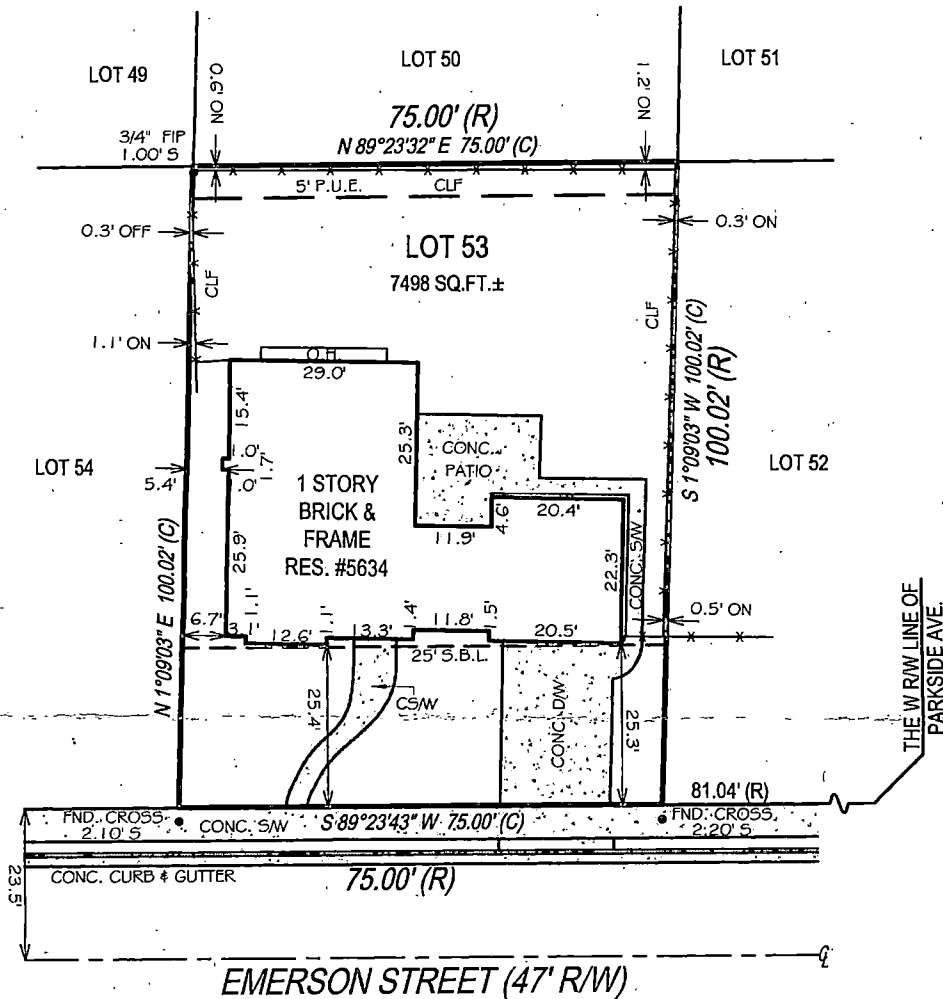 LOT 49
LOT 50
LOT 51
0.6' ON
1.2' ON
75.00' (R)
N 89°23'32" E 75.00' (C)
3/4" FIP
1.00' S
5' P.U.E.
CLF
0.3' OFF
0.3' ON
LOT 53
7498 SQ.FT.±
CLF
CLF
1.1' ON
O.H.
29.0'
S 1°09'03" W 100.02' (C)
100.02' (R)
15.4'
25.3'
CONC.
PATIO
LOT 54
LOT 52
5.4'
1.7'
1 STORY
BRICK &
FRAME
RES. #5634
4.6'
20.4'
11.9'
25.9'
22.3'
CONC. S/W
N 1°09'03" E 100.02' (C)
6.7'
1.1'
12.6'
3.3'
11.8'
20.5'
0.5' ON
25' S.B.L.
25.4'
CS/W
CONC. D/W
25.3'
THE W R/W LINE OF
PARKSIDE AVE.
81.04' (R)
FND. CROSS
2.10' S
CONC. S/W
S 89°23'43" W 75.00' (C)
FND. CROSS
2.20' S
CONC. CURB & GUTTER
75.00' (R)
23.5'
EMERSON STREET (47' R/W)